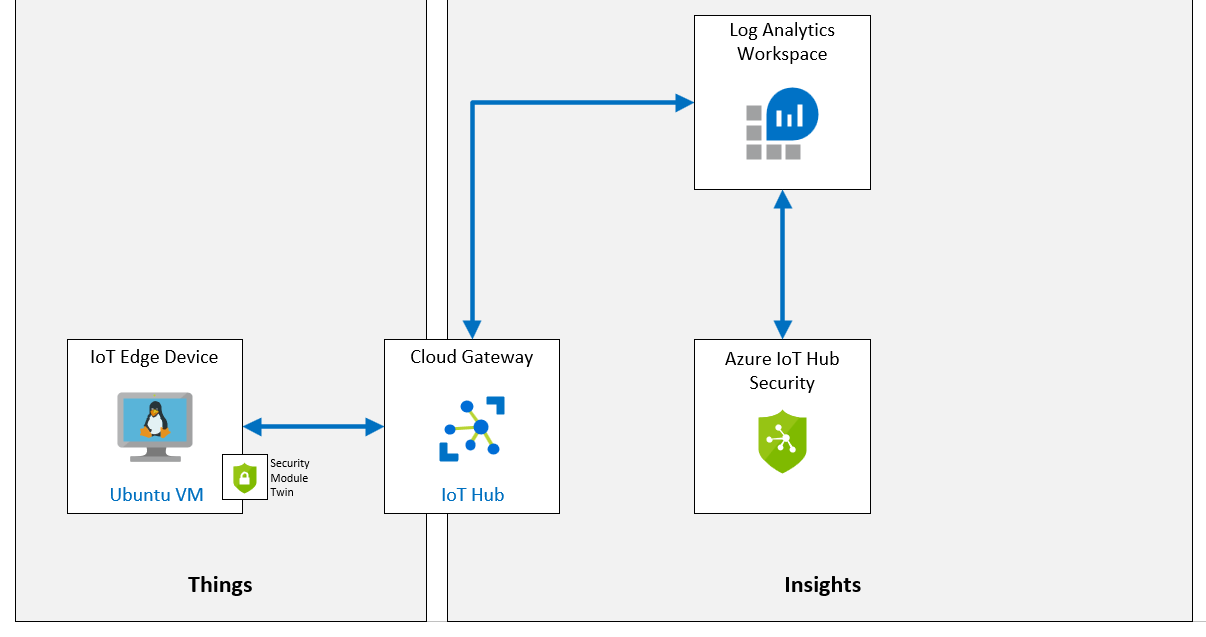 Log Analytics
Workspace
IoT Edge Device
Cloud Gateway
Azure IoT Hub
Security
Security
Module
Twin
Ubuntu VM
IoT Hub
Things
Insights